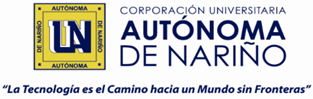 AUTÓNOMA
DE NARIÑO
UAN
DE NARIÑO
AUTÓNOMA
CORPORACIÓN UNIVERSITARIA
AUTÓNOMA
DE NARIÑO
“La Tecnología es el Camino hacia un Mundo sin Fronteras”